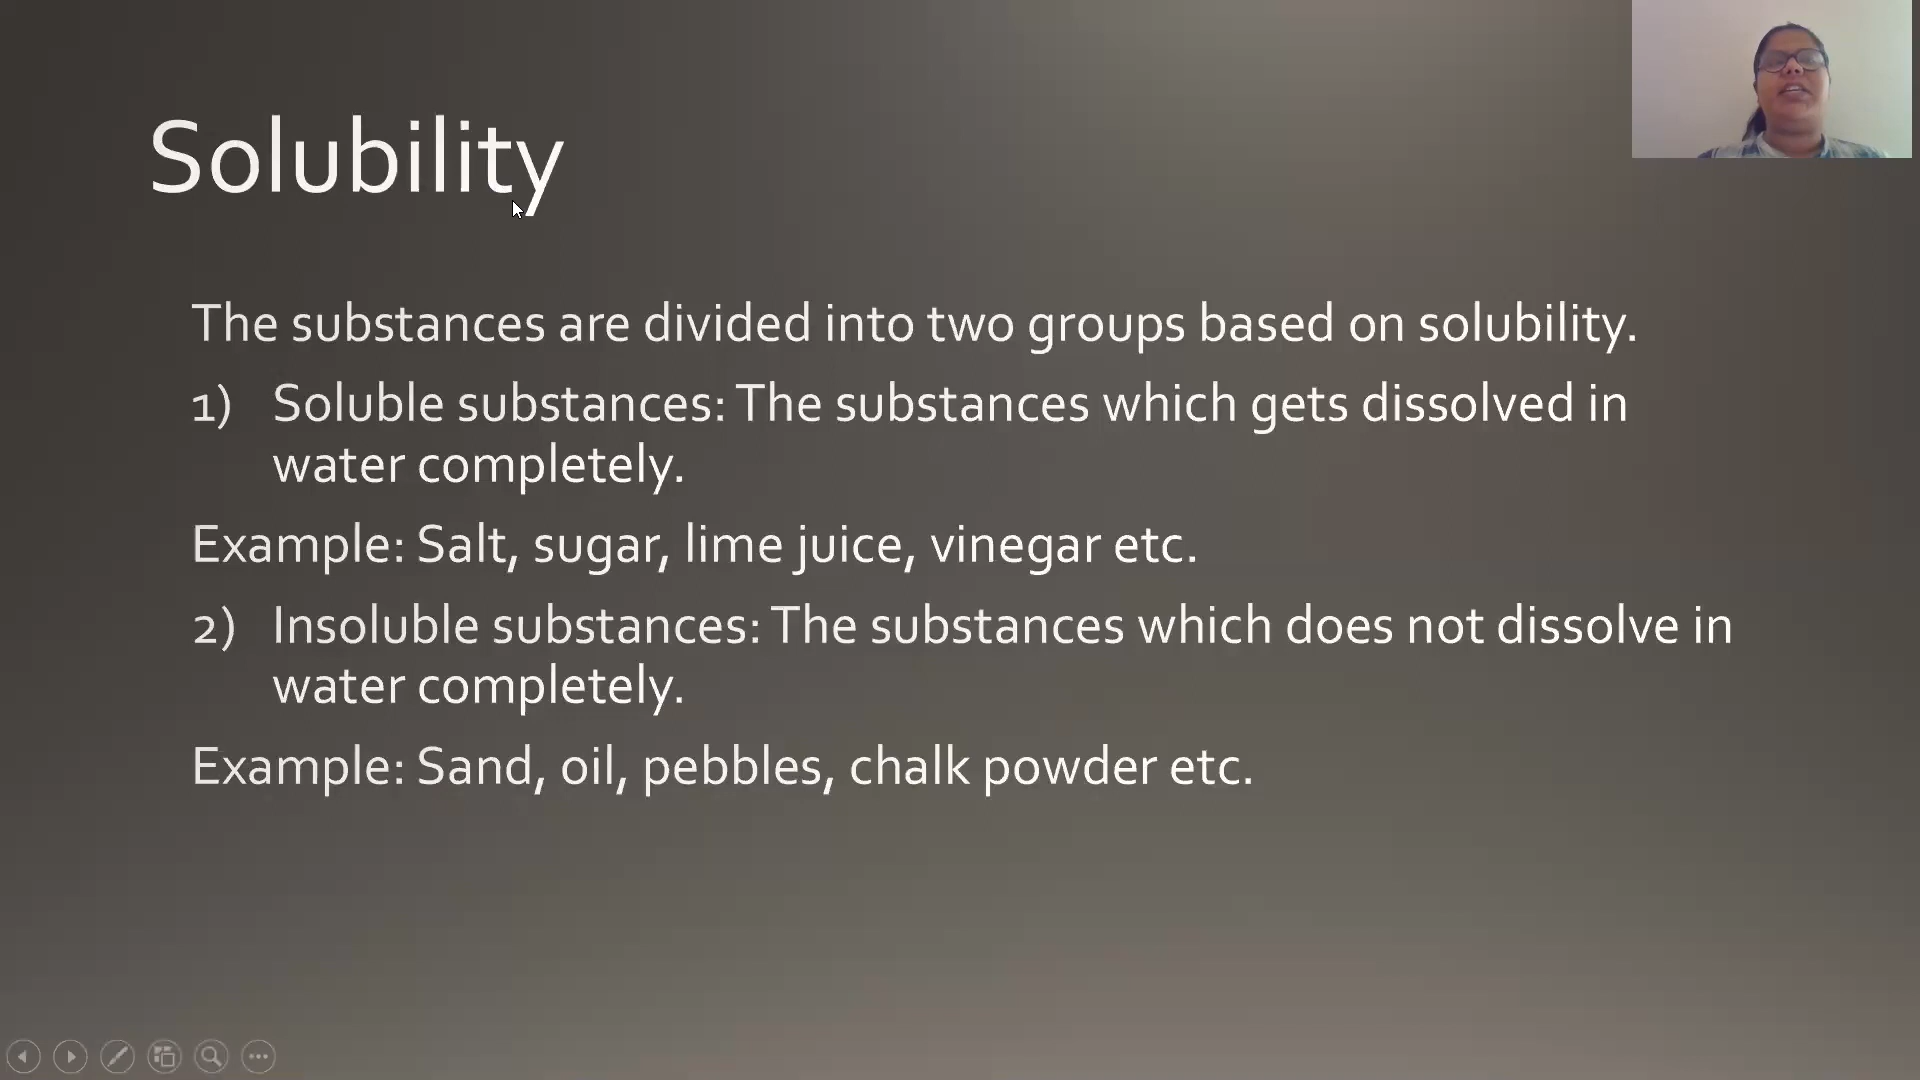 Solubility
The substances are divided into two groups based on solubility.
1) Soluble substances: The substances which gets dissolved in
water completely.
Example: Salt, sugar, lime juice, vinegar etc.
2) Insoluble substances: The substances which does not dissolve in
water completely.
Example: Sand, oil, pebbles, chalk powder etc.